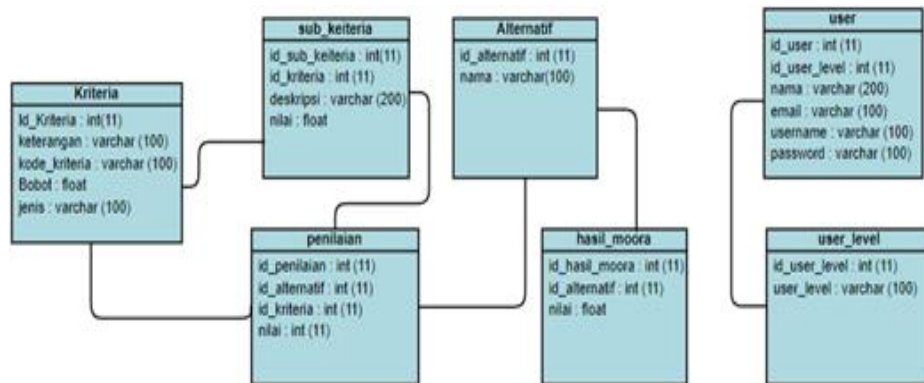 Kriteria
Id_Kriteria : int(11)
keterangan : varchar (100)
kode_kriteria : varchar (100)
Bobot : float
jenis : varchar (100)
sub_keiteria
id_sub_keiteria : int(11)
id_kriteria : int (11)
deskripsi : varchar (200)
nilai : float
Alternatif
id_alternatif : int (11)
nama : varchar(100)
user
id_user : int (11)
id_user_level : int (11)
nama : varchar (200)
email : varchar (100)
username : varchar (100)
password : varchar (100)
penilaian
id_penilaian : int (11)
id_alternatif : int (11)
id_kriteria : int (11)
nilai : int (11)
hasil_moora
id_hasil_moora : int (11)
id_alternatif : int (11)
nilai : float
user_level
id_user_level : int (11)
user_level : varchar (100)